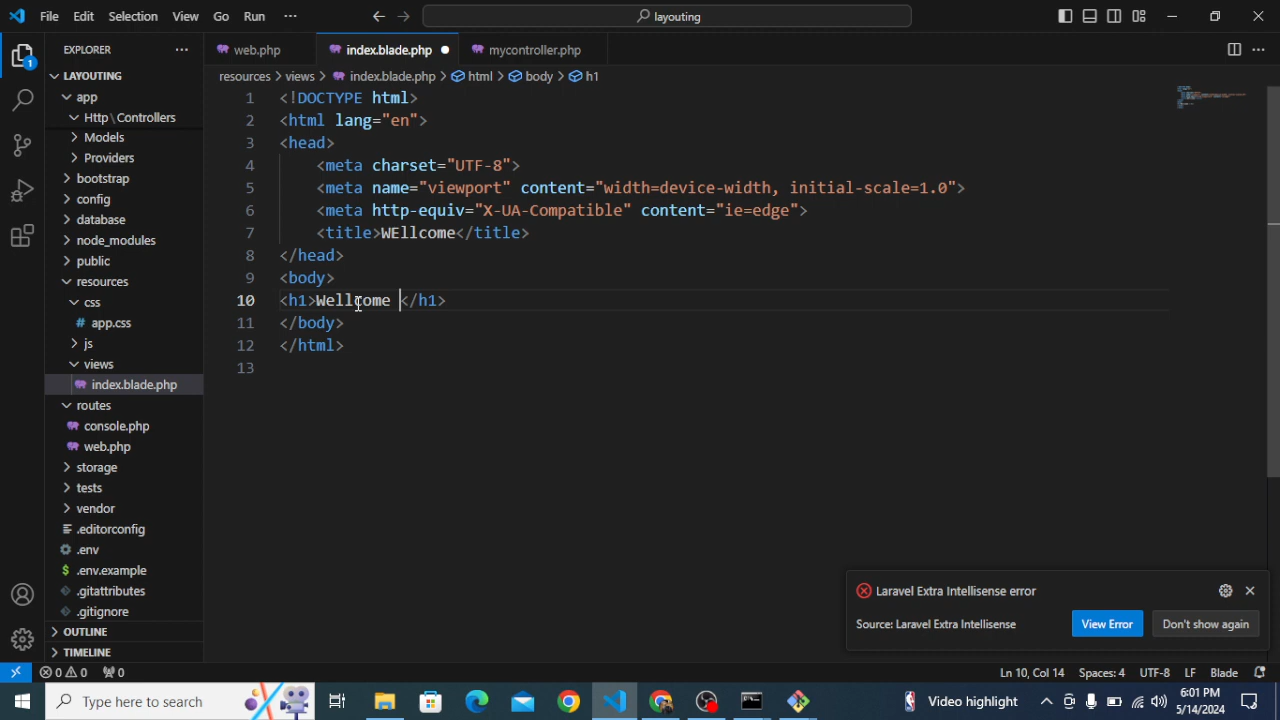 File Edit Selection View Go Run ··· layouting
EXPLORER ···
LAYOUTING
app
Http\Controllers
Models
Providers
bootstrap
config
database
node_modules
public
resources
css
# app.css
js
views
index.blade.php
routes
console.php
web.php
storage
tests
vendor
.editorconfig
$ .env
$ .env.example
.gitattributes
.gitignore
OUTLINE
TIMELINE
1
web.php index.blade.php mycontroller.php
resources > views > index.blade.php > html > body > h1
1 <!DOCTYPE html>
2 <html lang="en">
3 <head>
4 <meta charset="UTF-8">
5 <meta name="viewport" content="width=device-width, initial-scale=1.0">
6 <meta http-equiv="X-UA-Compatible" content="ie=edge">
7 <title>WEllcome</title>
8 </head>
9 <body>
10 <h1>Wellcome </h1>
11 </body>
12 </html>
13
Laravel Extra Intellisense error
Source: Laravel Extra Intellisense View Error Don't show again
0 0 0 Ln 10, Col 14 Spaces: 4 UTF-8 LF Blade
Type here to search Video highlight 6:01 PM
5/14/2024